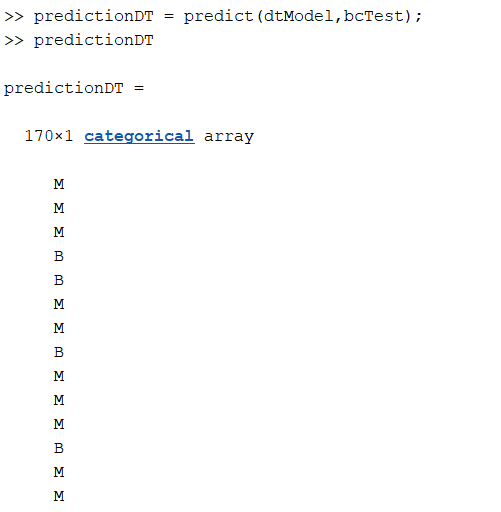 >> predictionDT = predict(dtModel,bcTest);
>> predictionDT
predictionDT =
170×1 categorical array
M
M
M
B
B
M
M
B
M
M
M
B
M
M